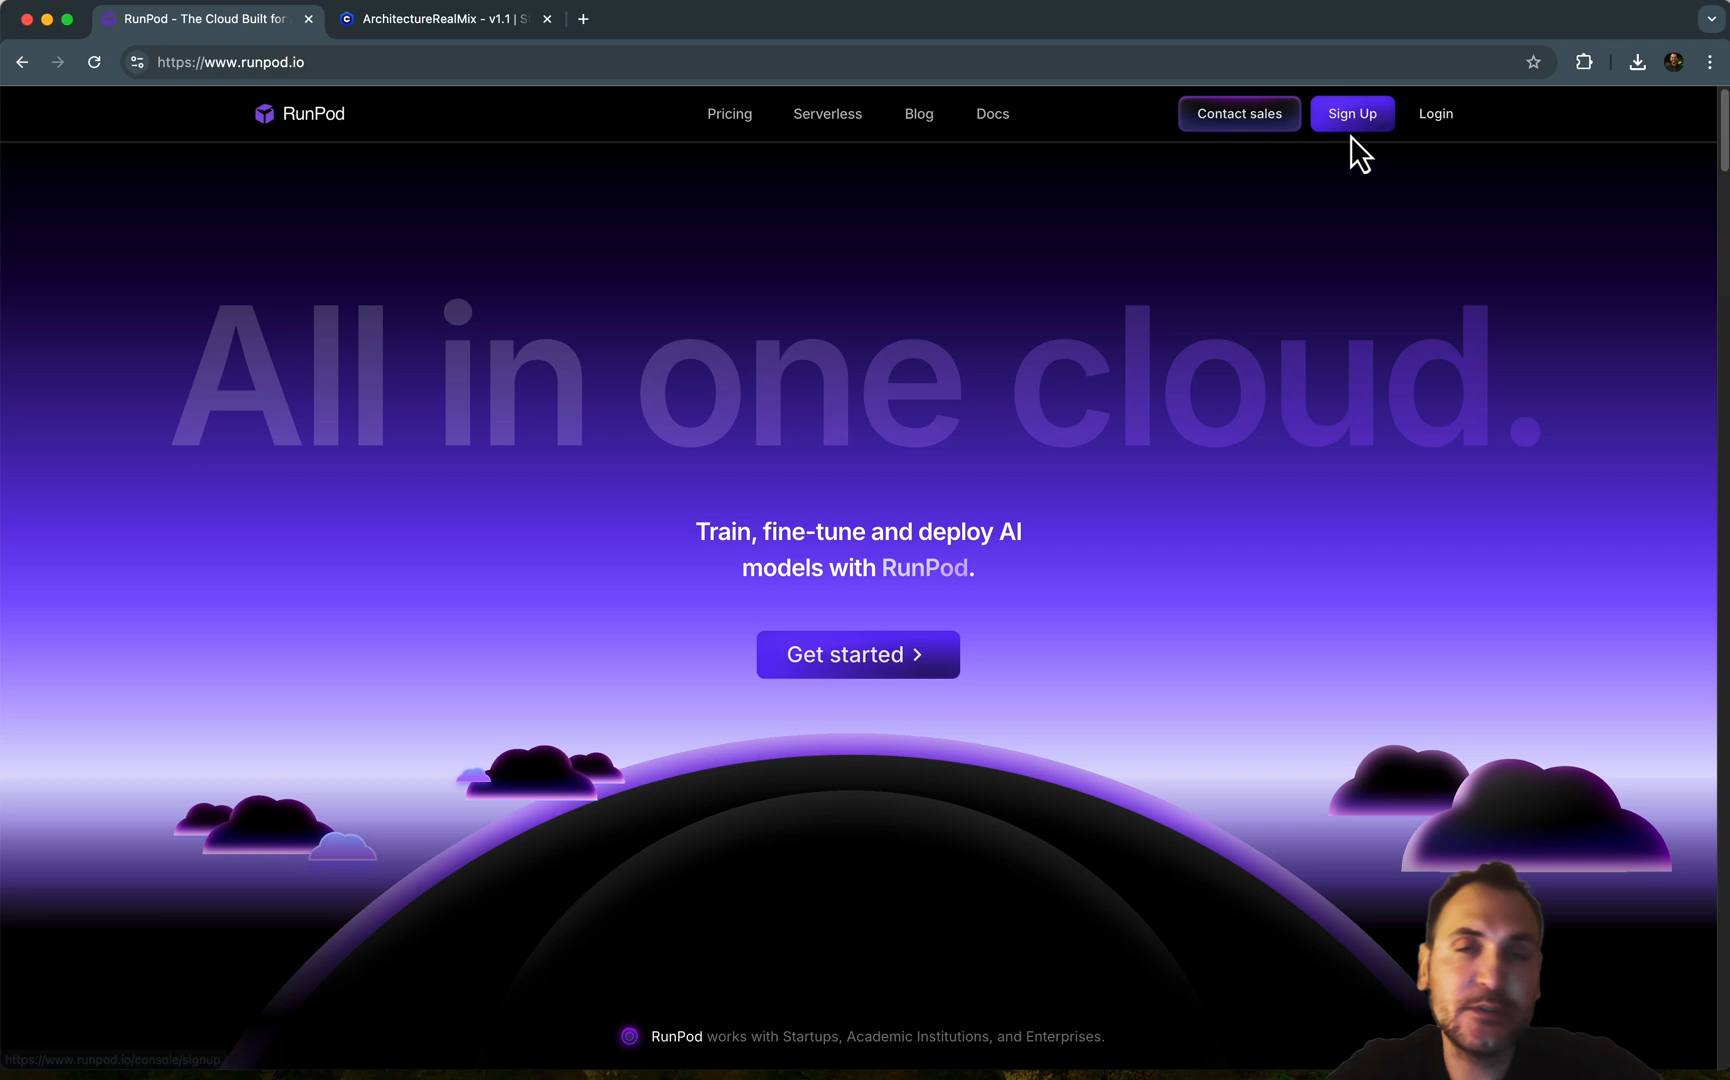 RunPod - The Cloud Built for
ArchitectureRealMix - v1.1 | S
https://www.runpod.io
RunPod
Pricing
Serverless
Blog
Docs
Contact sales
Sign Up
Login
All in one cloud.
Train, fine-tune and deploy AI
models with RunPod.
Get started
RunPod works with Startups, Academic Institutions, and Enterprises.
https://www.runpod.io/console/signup